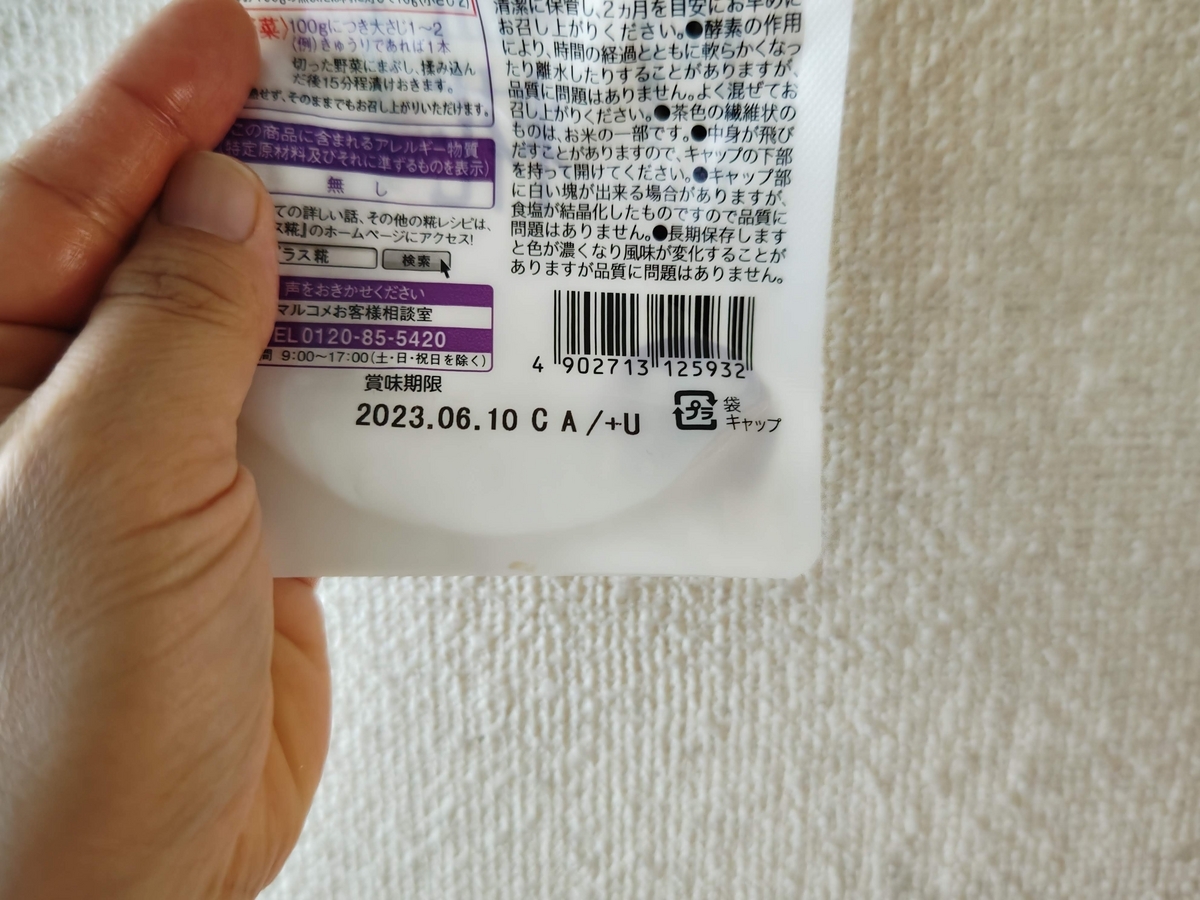 菜〉100gにつき大さじ1〜2
(例)きゅうりであれば1本
切った野菜にまぶし、揉み込ん
だ後15分程漬けおきます。
せず、そのままでもお召し上がりいただけます。
この商品に含まれるアレルギー物質
特定原材料及びそれに準ずるものを表示)
無 し
ての詳しい話、その他の糀レシピは、
ス糀』のホームページにアクセス!
ラス糀 検索
声をおきかせください
マルコメお客様相談室
EL 0120-85-5420
間 9:00〜17:00(土・日・祝日を除く)
清潔に保管し、2ヵ月を目安にお早めに
お召し上がりください。●酵素の作用
により、時間の経過とともに軟らかくなっ
たり離水したりすることがありますが、
品質に問題はありません。よく混ぜてお
召し上がりください。●茶色の繊維状の
ものは、お米の一部です。●中身が飛び
だすことがありますので、キャップの下部
を持って開けてください。●キャップ部
に白い塊が出来る場合がありますが、
食塩が結晶化したものですので品質に
問題はありません。●長期保存します
と色が濃くなり風味が変化することが
ありますが品質に問題はありません。
4 902713 125932
賞味期限
2023.06.10 C A /+U
プラ
袋
キャップ